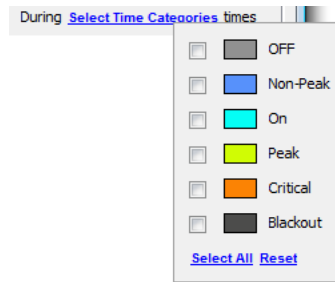 During Select Time Categories times
OFF
Non-Peak
On
Peak
Critical
Blackout
Select All Reset